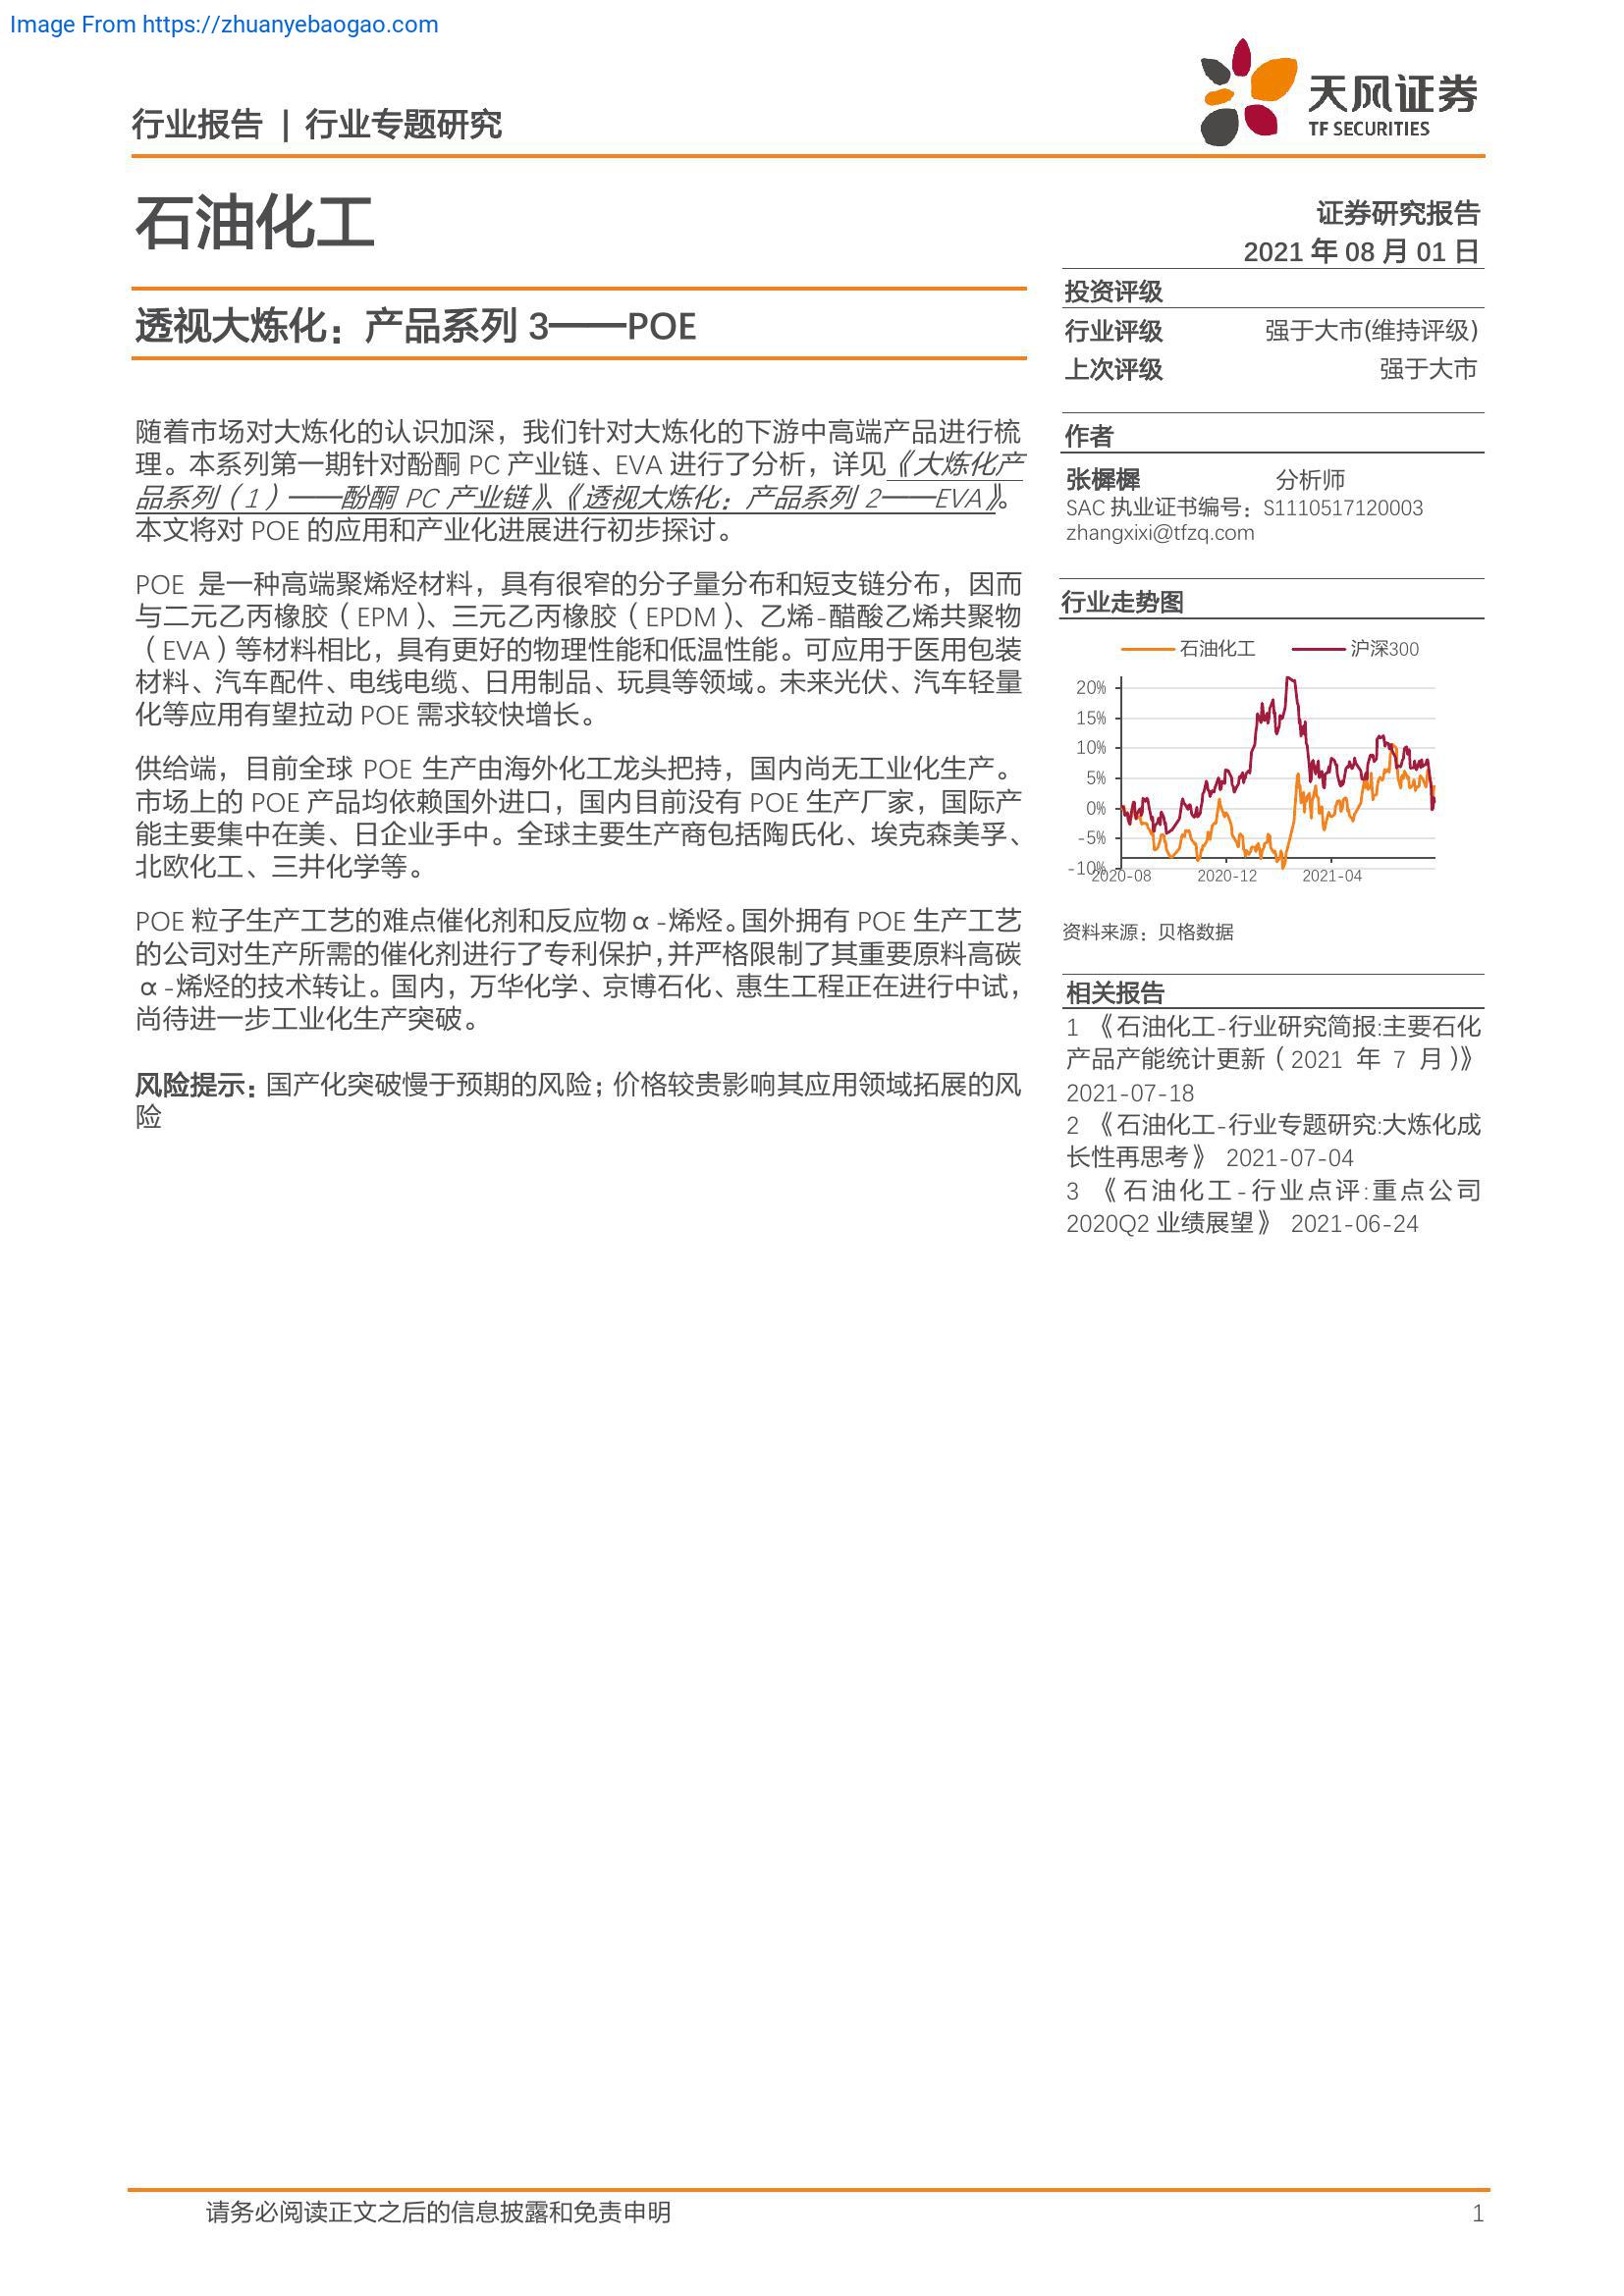 Image From https://zhuanyebaogao.com
天风证券
TF SECURITIES
行业报告 | 行业专题研究
石油化工
透视大炼化：产品系列 3——POE
随着市场对大炼化的认识加深，我们针对大炼化的下游中高端产品进行梳
理。本系列第一期针对酚酮 PC 产业链、EVA 进行了分析，详见《大炼化产
品系列（1）——酚酮 PC 产业链》、《透视大炼化：产品系列 2——EVA》。
本文将对 POE 的应用和产业化进展进行初步探讨。
POE 是一种高端聚烯烃材料，具有很窄的分子量分布和短支链分布，因而
与二元乙丙橡胶（EPM）、三元乙丙橡胶（EPDM）、乙烯-醋酸乙烯共聚物
（EVA）等材料相比，具有更好的物理性能和低温性能。可应用于医用包装
材料、汽车配件、电线电缆、日用制品、玩具等领域。未来光伏、汽车轻量
化等应用有望拉动 POE 需求较快增长。
供给端，目前全球 POE 生产由海外化工龙头把持，国内尚无工业化生产。
市场上的 POE 产品均依赖国外进口，国内目前没有 POE 生产厂家，国际产
能主要集中在美、日企业手中。全球主要生产商包括陶氏化、埃克森美孚、
北欧化工、三井化学等。
POE 粒子生产工艺的难点催化剂和反应物 α-烯烃。国外拥有 POE 生产工艺
的公司对生产所需的催化剂进行了专利保护，并严格限制了其重要原料高碳
α-烯烃的技术转让。国内，万华化学、京博石化、惠生工程正在进行中试，
尚待进一步工业化生产突破。
风险提示：国产化突破慢于预期的风险；价格较贵影响其应用领域拓展的风
险
证券研究报告
2021 年 08 月 01 日
投资评级
行业评级 强于大市(维持评级)
上次评级 强于大市
作者
张樨樨 分析师
SAC 执业证书编号：S1110517120003
zhangxixi@tfzq.com
行业走势图
石油化工 沪深300
20%
15%
10%
5%
0%
-5%
-10%
2020-08 2020-12 2021-04
资料来源：贝格数据
相关报告
1 《石油化工-行业研究简报:主要石化
产品产能统计更新（2021 年 7 月）》
2021-07-18
2 《石油化工-行业专题研究:大炼化成
长性再思考》 2021-07-04
3 《石油化工-行业点评:重点公司
2020Q2 业绩展望》 2021-06-24
请务必阅读正文之后的信息披露和免责申明 1